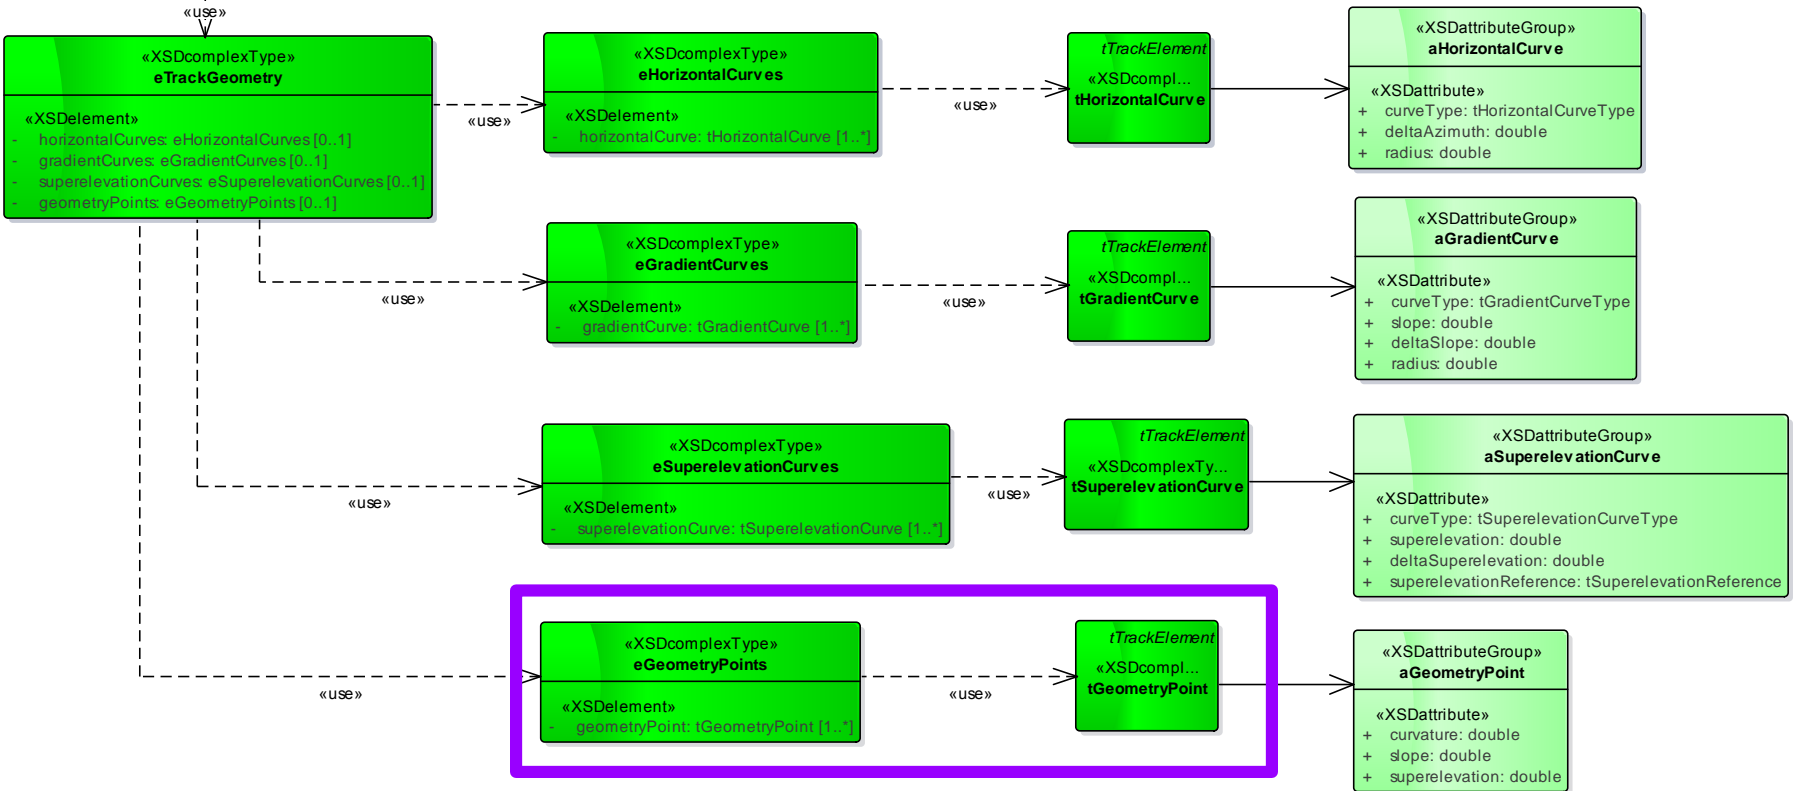 «use»
«XSDcomplexType»
eTrackGeometry
«XSDelement»
- horizontalCurves: eHorizontalCurves [0..1]
- gradientCurves: eGradientCurves [0..1]
- superelevationCurves: eSuperelevationCurves [0..1]
- geometryPoints: eGeometryPoints [0..1]
«use»
«XSDcomplexType»
eHorizontalCurves
«XSDelement»
- horizontalCurve: tHorizontalCurve [1..*]
«use»
tTrackElement
«XSDcompl...
tHorizontalCurve
«XSDattributeGroup»
aHorizontalCurve
«XSDattribute»
+ curveType: tHorizontalCurveType
+ deltaAzimuth: double
+ radius: double
«use»
«XSDcomplexType»
eGradientCurves
«XSDelement»
- gradientCurve: tGradientCurve [1..*]
«use»
tTrackElement
«XSDcompl...
tGradientCurve
«XSDattributeGroup»
aGradientCurve
«XSDattribute»
+ curveType: tGradientCurveType
+ slope: double
+ deltaSlope: double
+ radius: double
«use»
«XSDcomplexType»
eSuperelevationCurves
«XSDelement»
- superelevationCurve: tSuperelevationCurve [1..*]
«use»
tTrackElement
«XSDcomplexTy...
tSuperelevationCurve
«XSDattributeGroup»
aSuperelevationCurve
«XSDattribute»
+ curveType: tSuperelevationCurveType
+ superelevation: double
+ deltaSuperelevation: double
+ superelevationReference: tSuperelevationReference
«use»
«XSDcomplexType»
eGeometryPoints
«XSDelement»
- geometryPoint: tGeometryPoint [1..*]
«use»
tTrackElement
«XSDcompl...
tGeometryPoint
«XSDattributeGroup»
aGeometryPoint
«XSDattribute»
+ curvature: double
+ slope: double
+ superelevation: double